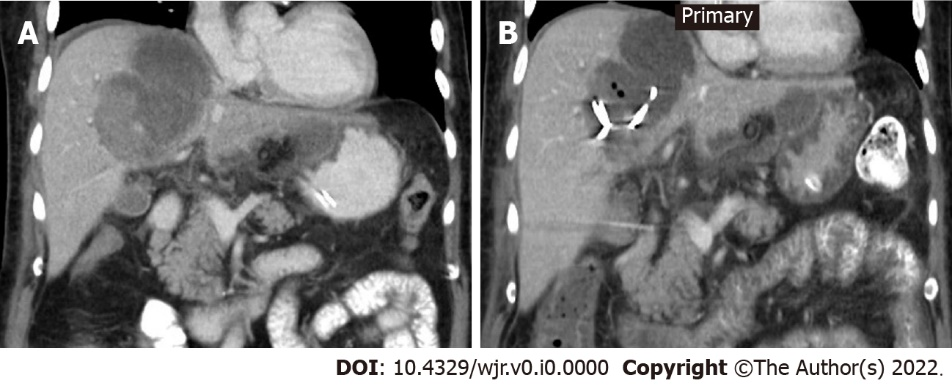 A
B
Primary
DOI: 10.4329/wjr.v0.i0.0000 Copyright ©The Author(s) 2022.